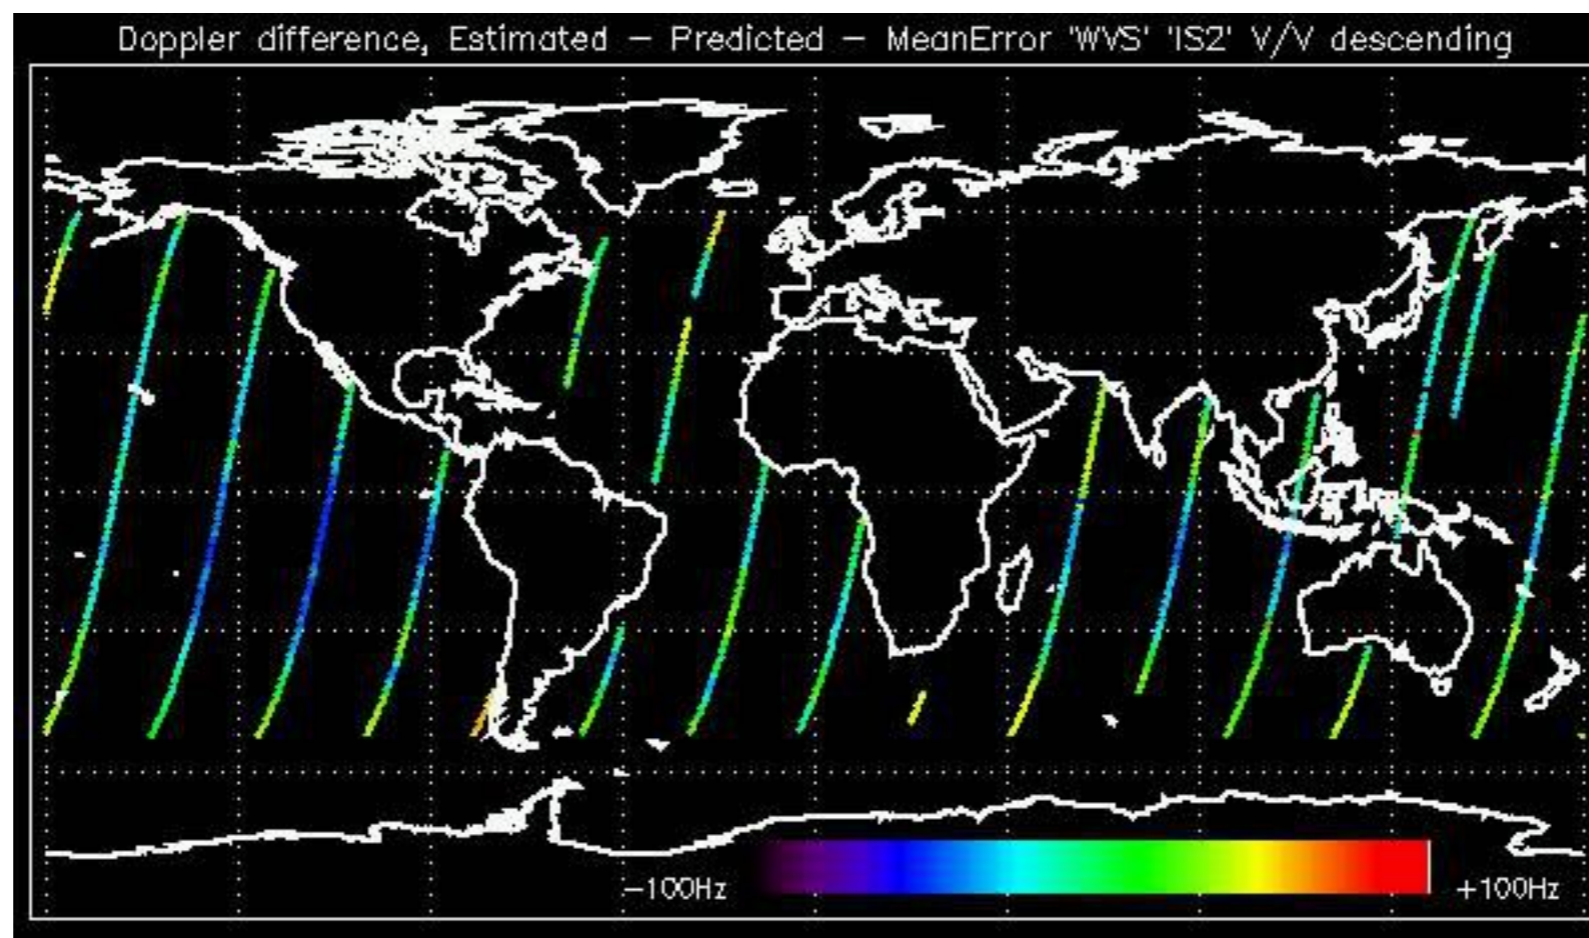 Doppler difference, Estimated – Predicted – MeanError 'WVS' 'IS2' V/V descending
–100Hz
+100Hz